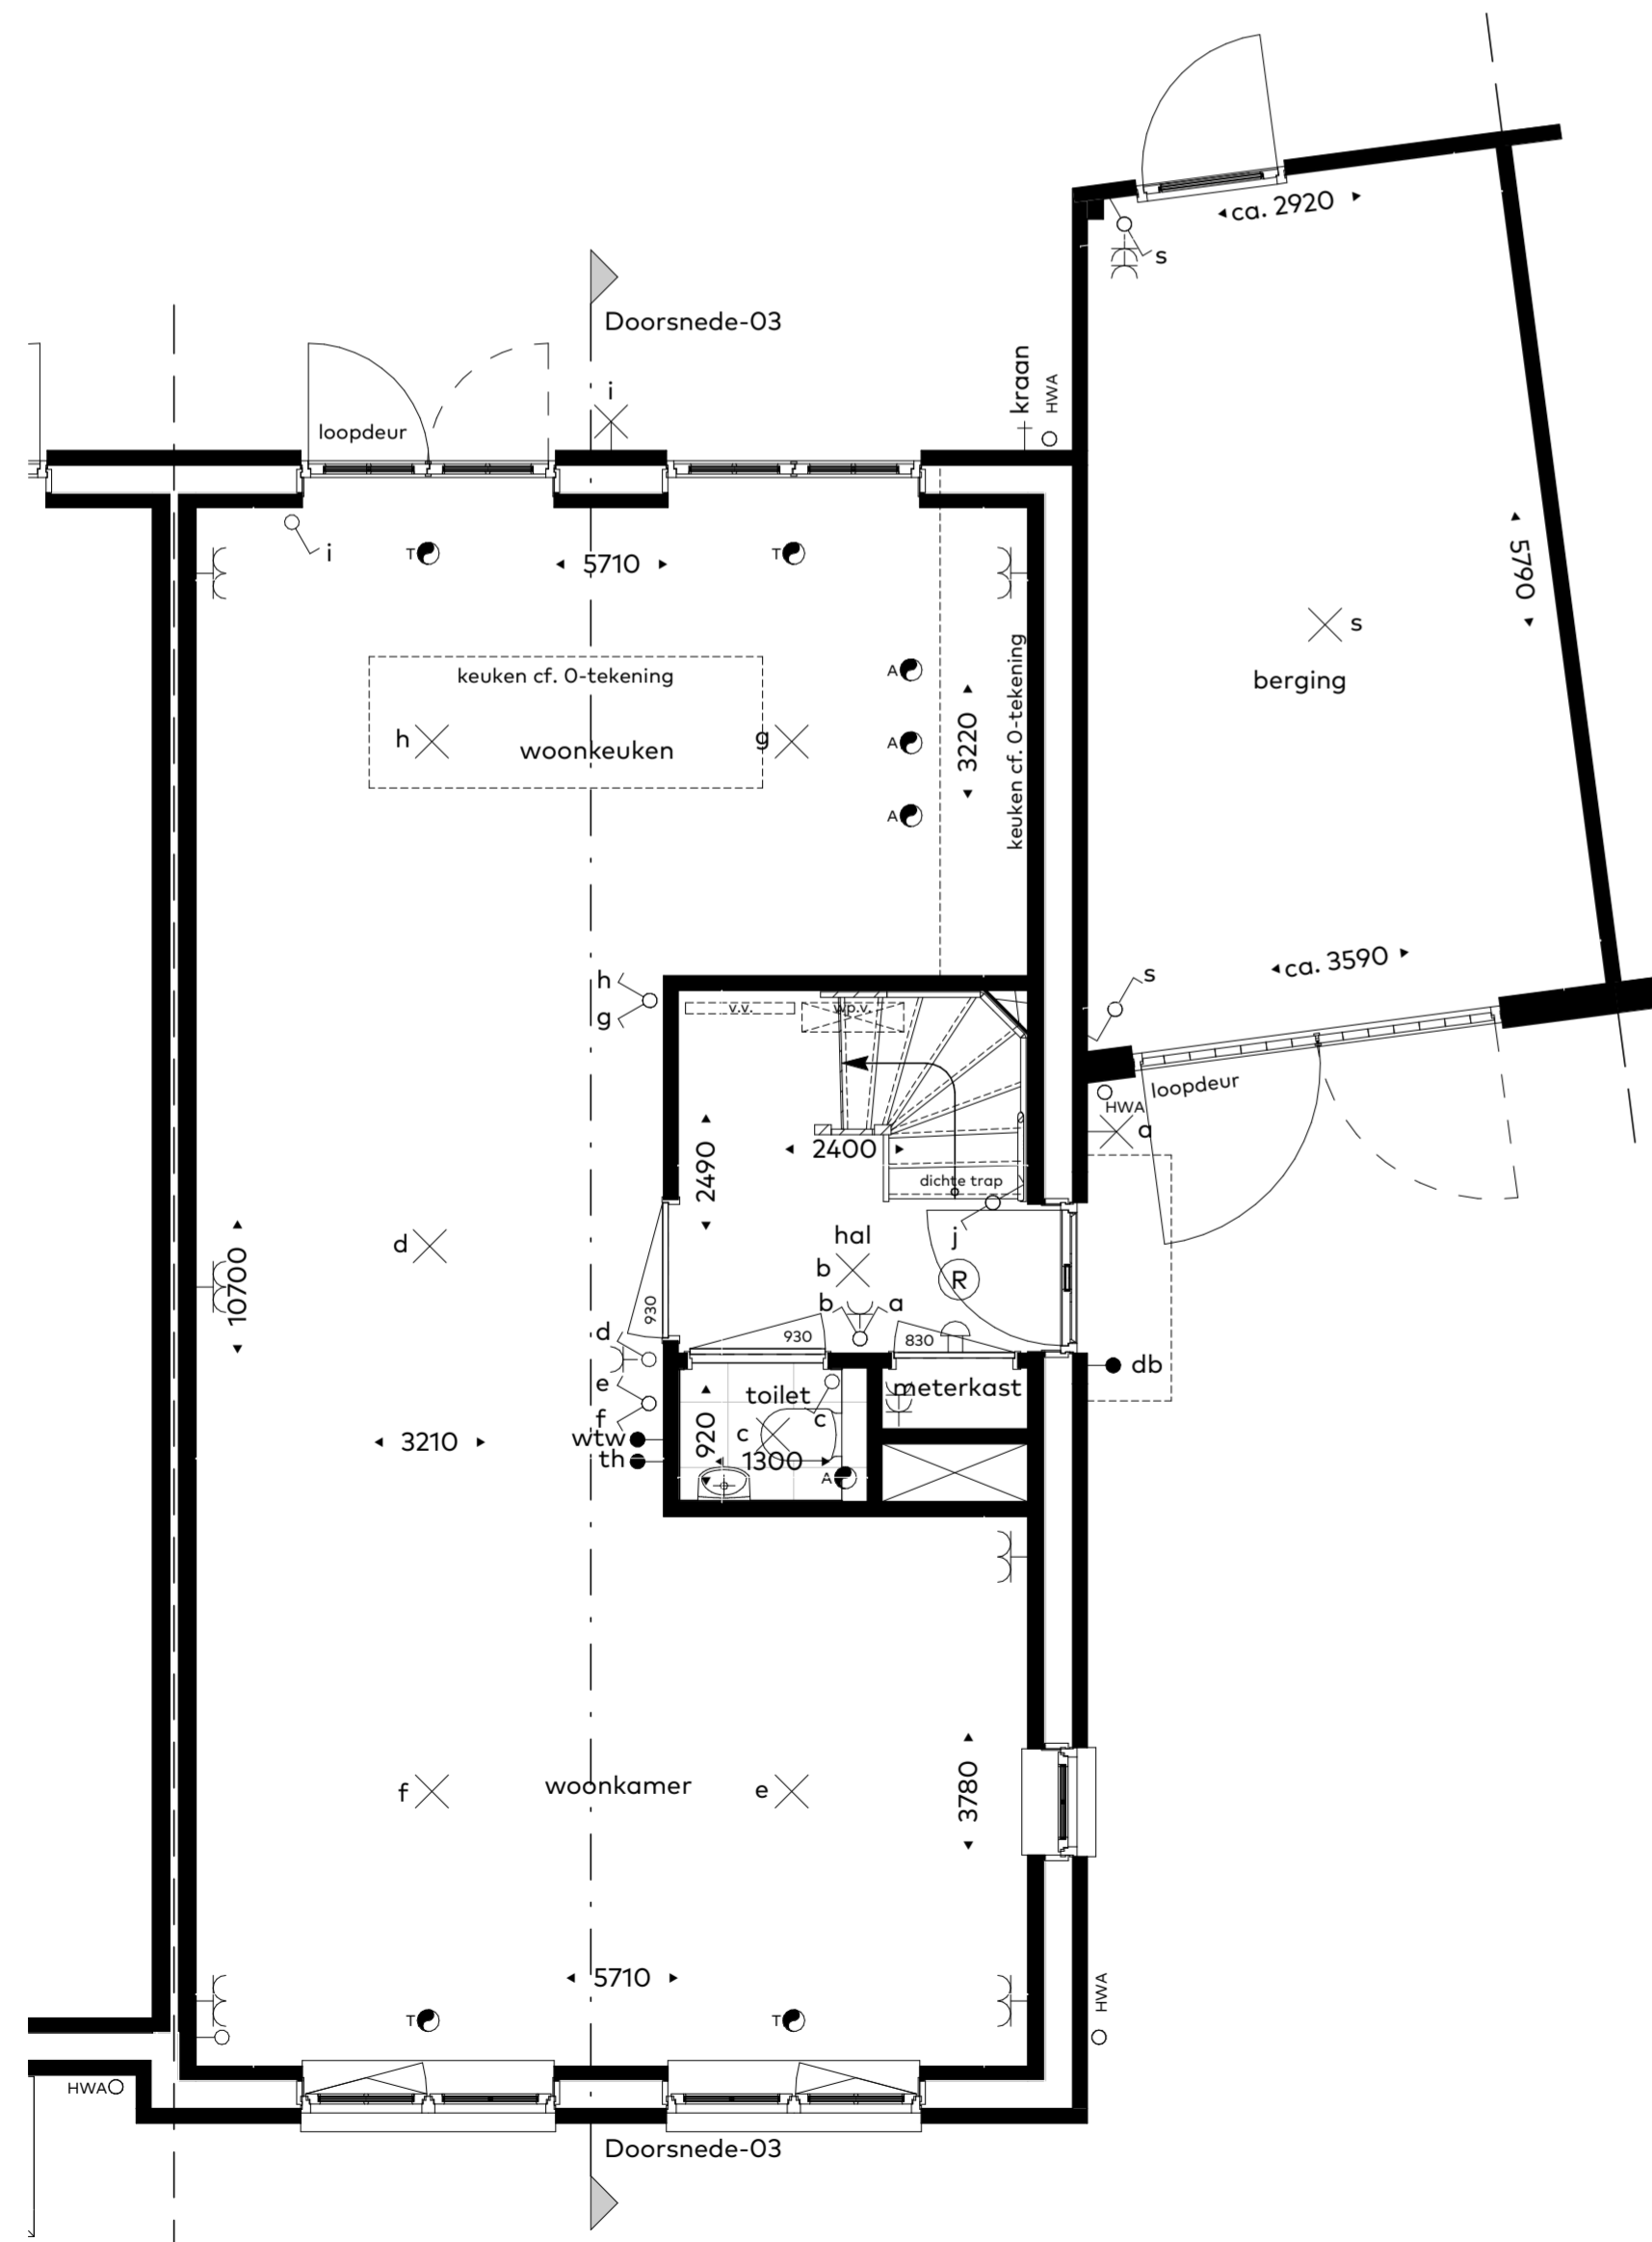 ca. 2920
s
Doorsnede-03
kraan
HWA
i
loopdeur
i
T
5710
T
5790
s
berging
keuken cf. 0-tekening
A
h
woonkeuken
g
A
3220
keuken cf. 0-tekening
A
ca. 3590
s
h
g
v.v.
wp.v.
loopdeur
HWA
a
2490
2400
dichte trap
j
hal
d
b
R
10700
930
b
a
d
930
830
db
e
toilet
meterkast
f
c
c
920
3210
wtw
th
1300
A
f
woonkamer
e
3780
5710
HWA
T
T
HWA
Doorsnede-03